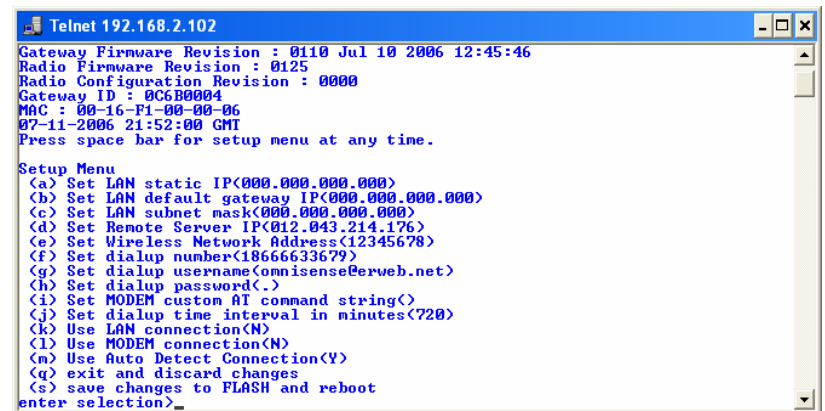 Telnet 192.168.2.102
Gateway Firmware Revision : 0110 Jul 10 2006 12:45:46
Radio Firmware Revision : 0125
Radio Configuration Revision : 0000
Gateway ID : 0C6B0004
MAC : 00-16-F1-00-00-06
07-11-2006 21:52:00 GMT
Press space bar for setup menu at any time.
Setup Menu
(a) Set LAN static IP(000.000.000.000)
(b) Set LAN default gateway IP(000.000.000.000)
(c) Set LAN subnet mask(000.000.000.000)
(d) Set Remote Server IP(012.043.214.176)
(e) Set Wireless Network Address(12345678)
(f) Set dialup number(18666633679)
(g) Set dialup username(omnisense@erweb.net)
(h) Set dialup password(.)
(i) Set MODEM custom AT command string()
(j) Set dialup time interval in minutes(720)
(k) Use LAN connection(N)
(l) Use MODEM connection(N)
(m) Use Auto Detect Connection(Y)
(q) exit and discard changes
(s) save changes to FLASH and reboot
enter selection>_